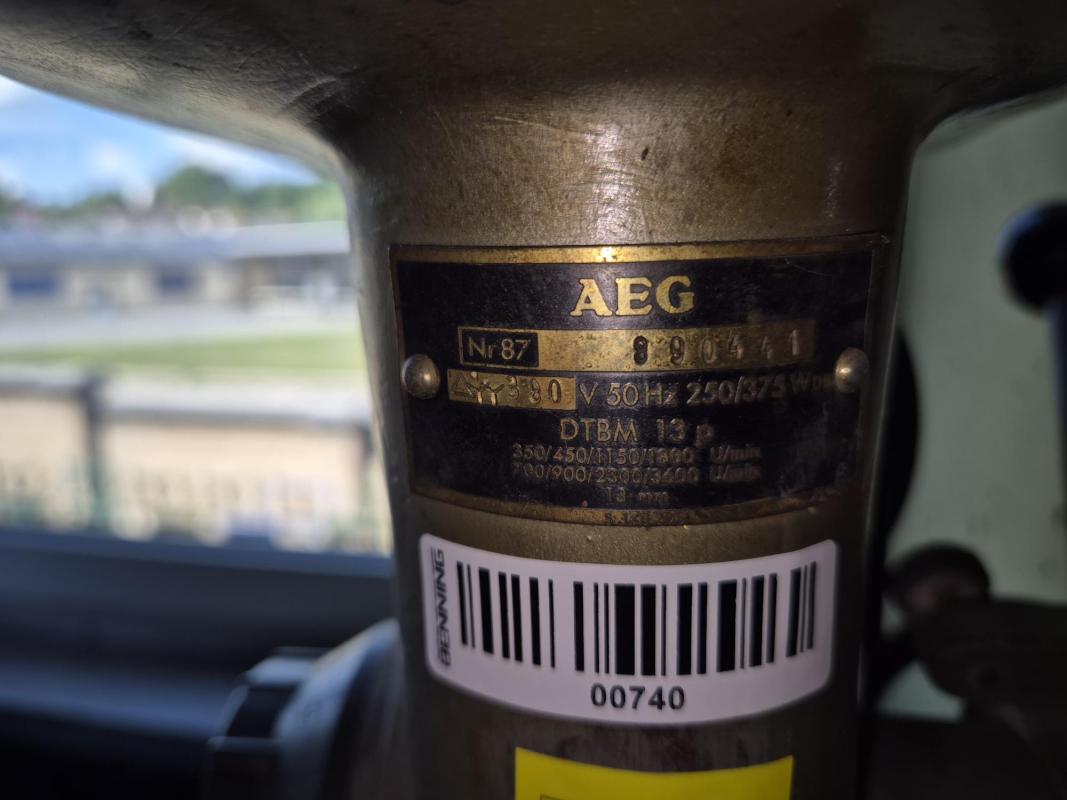 AEG
Nr 87 890441
380 V 50 Hz 250/375 W
DTBM 13 p
350/450/1150/1800 U/min
700/900/2300/3600 U/min
13 mm
BENNING
00740